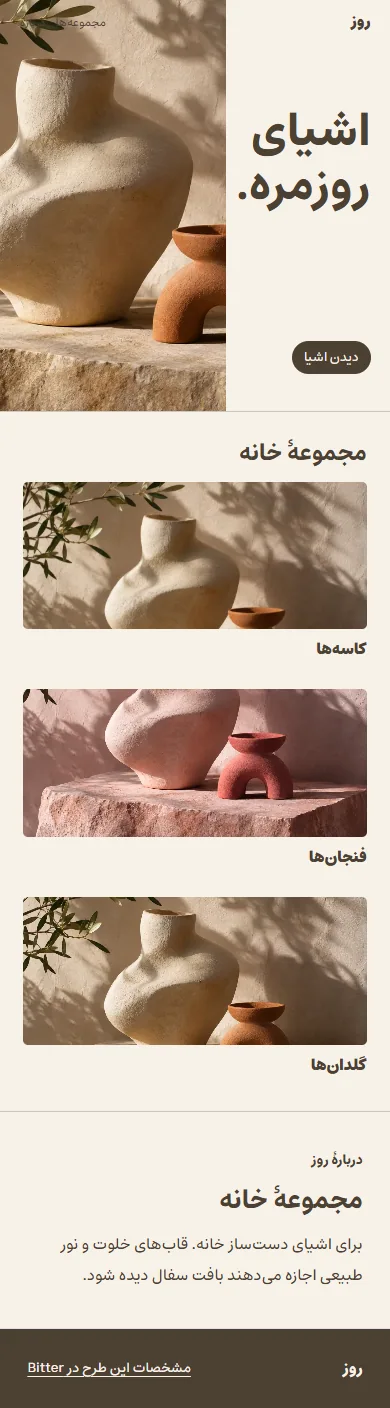 روز
اشیای
روزمره.
دیدن اشیا
مجموعهٔ خانه
کاسه‌ها
فنجان‌ها
گلدان‌ها
دربارهٔ روز
مجموعهٔ خانه
برای اشیای دست‌ساز خانه. قاب‌های خلوت و نور
طبیعی اجازه می‌دهند بافت سفال دیده شود.
روز
مشخصات این طرح در Bitter